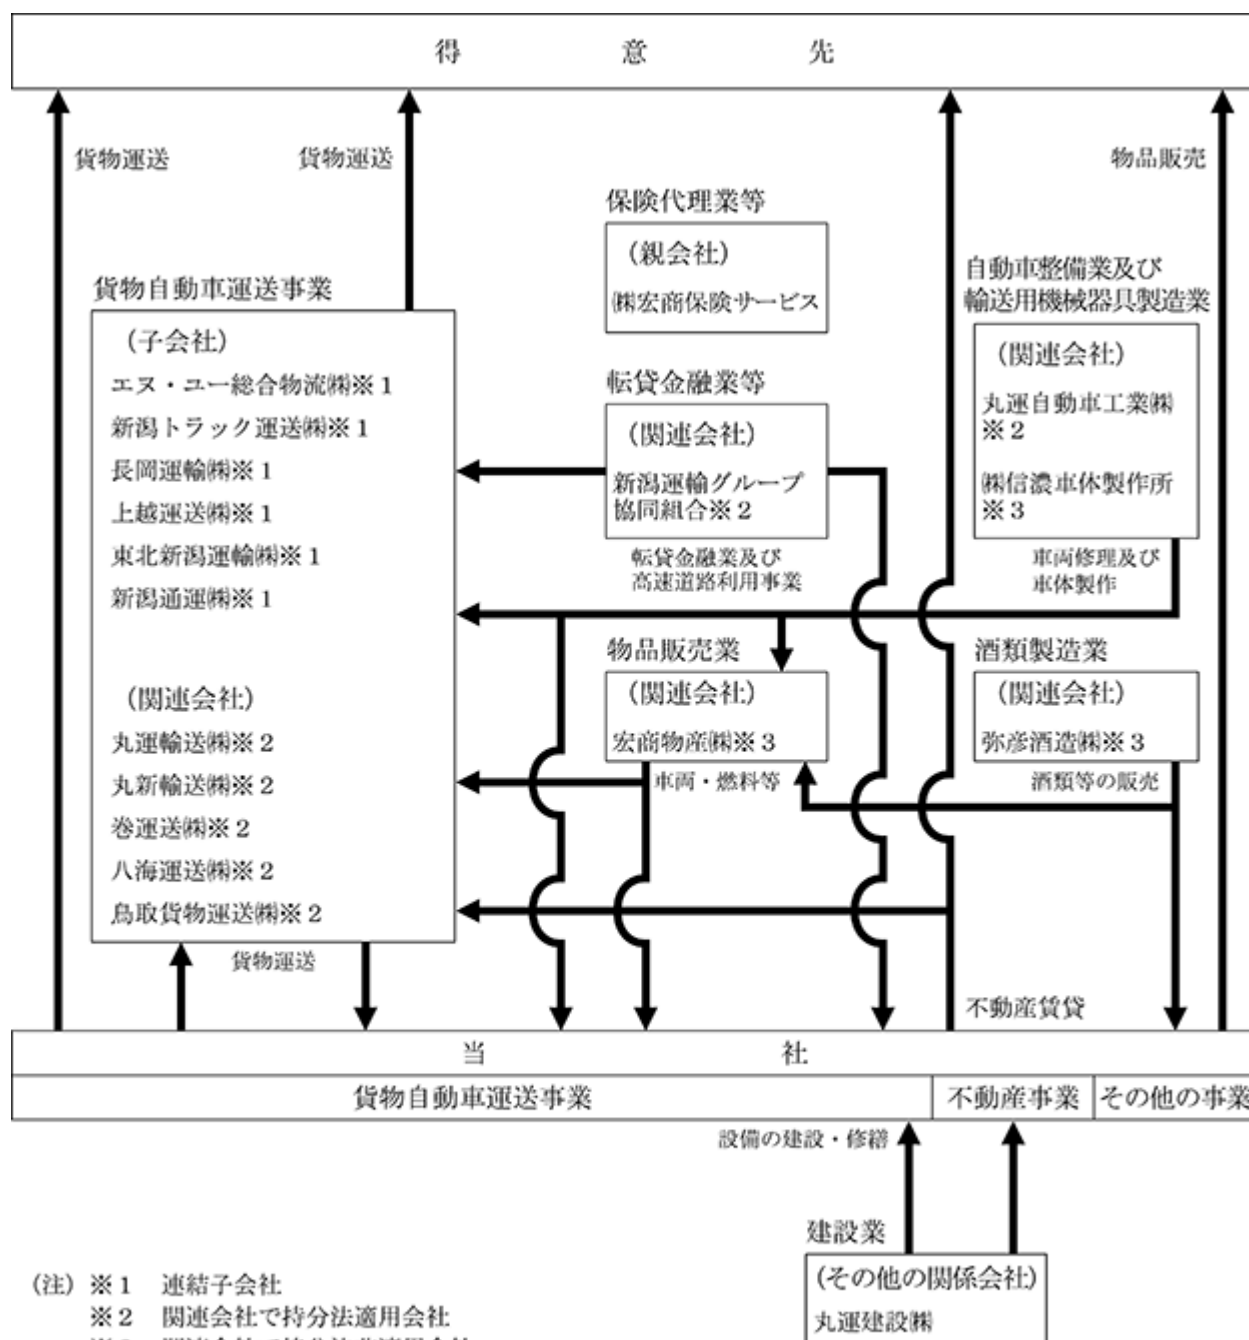 得意先
貨物運送
貨物運送
物品販売
保険代理業等
(親会社)
㈱宏商保険サービス
自動車整備業及び
輸送用機械器具製造業
(関連会社)
丸運自動車工業㈱
※2
㈱信濃車体製作所
※3
車両修理及び
車体製作
貨物自動車運送事業
(子会社)
エヌ・ユー総合物流㈱※1
新潟トラック運送㈱※1
長岡運輸㈱※1
上越運送㈱※1
東北新潟運輸㈱※1
新潟通運㈱※1
(関連会社)
丸運輸送㈱※2
丸新輸送㈱※2
巻運送㈱※2
八海運送㈱※2
鳥取貨物運送㈱※2
貨物運送
転貸金融業等
(関連会社)
新潟運輸グループ
協同組合※2
転貸金融業及び
高速道路利用事業
物品販売業
(関連会社)
宏商物産㈱※3
車両・燃料等
酒類製造業
(関連会社)
弥彦酒造㈱※3
酒類等の販売
不動産賃貸
当社
貨物自動車運送事業
不動産事業
その他の事業
設備の建設・修繕
建設業
(その他の関係会社)
丸運建設㈱
(注) ※1 連結子会社
※2 関連会社で持分法適用会社